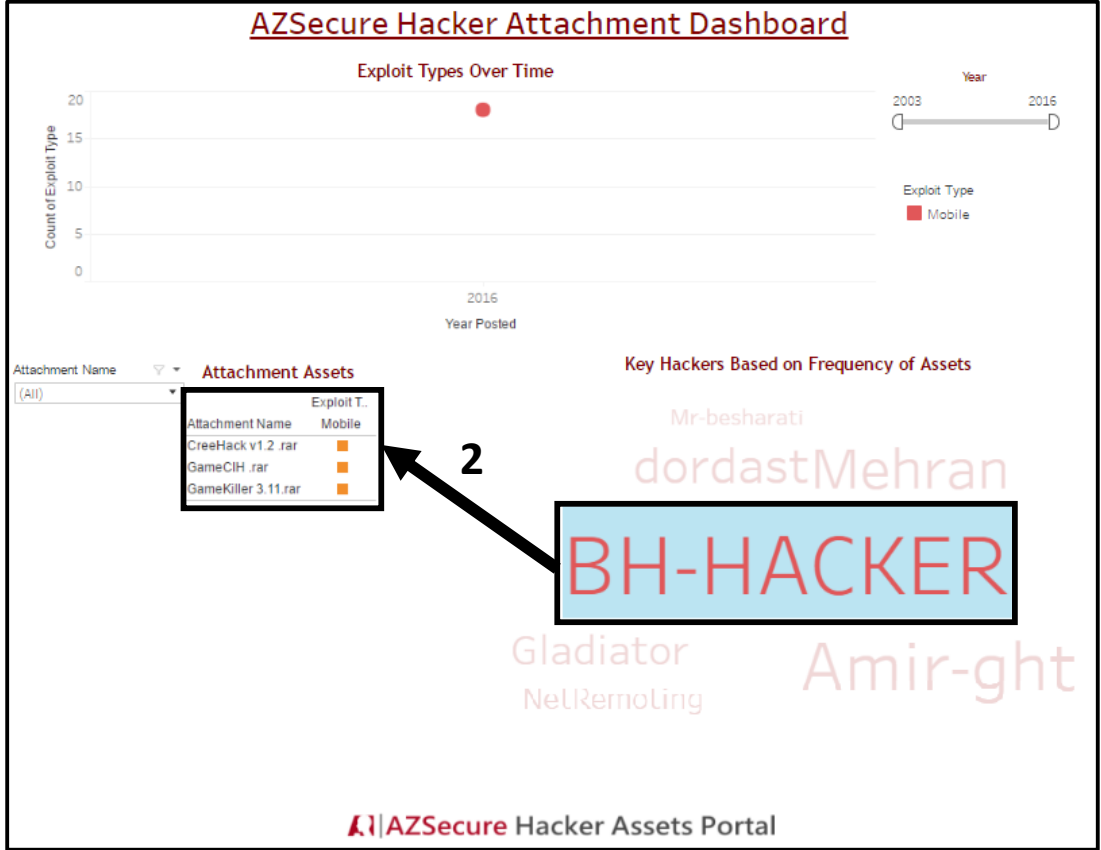 AZSecure Hacker Attachment Dashboard
Exploit Types Over Time
Year
2003 2016
20
15
10
5
0
Count of Exploit Type
Exploit Type
Mobile
2016
Year Posted
Attachment Name
(All)
Attachment Assets
Exploit T..
Attachment Name Mobile
CreeHack v1.2 .rar
GameCIH .rar
GameKiller 3.11.rar
2
Key Hackers Based on Frequency of Assets
Mr-besharati
dordast Mehran
BH-HACKER
Gladiator
Amir-ght
NetRemoting
AZSecure Hacker Assets Portal